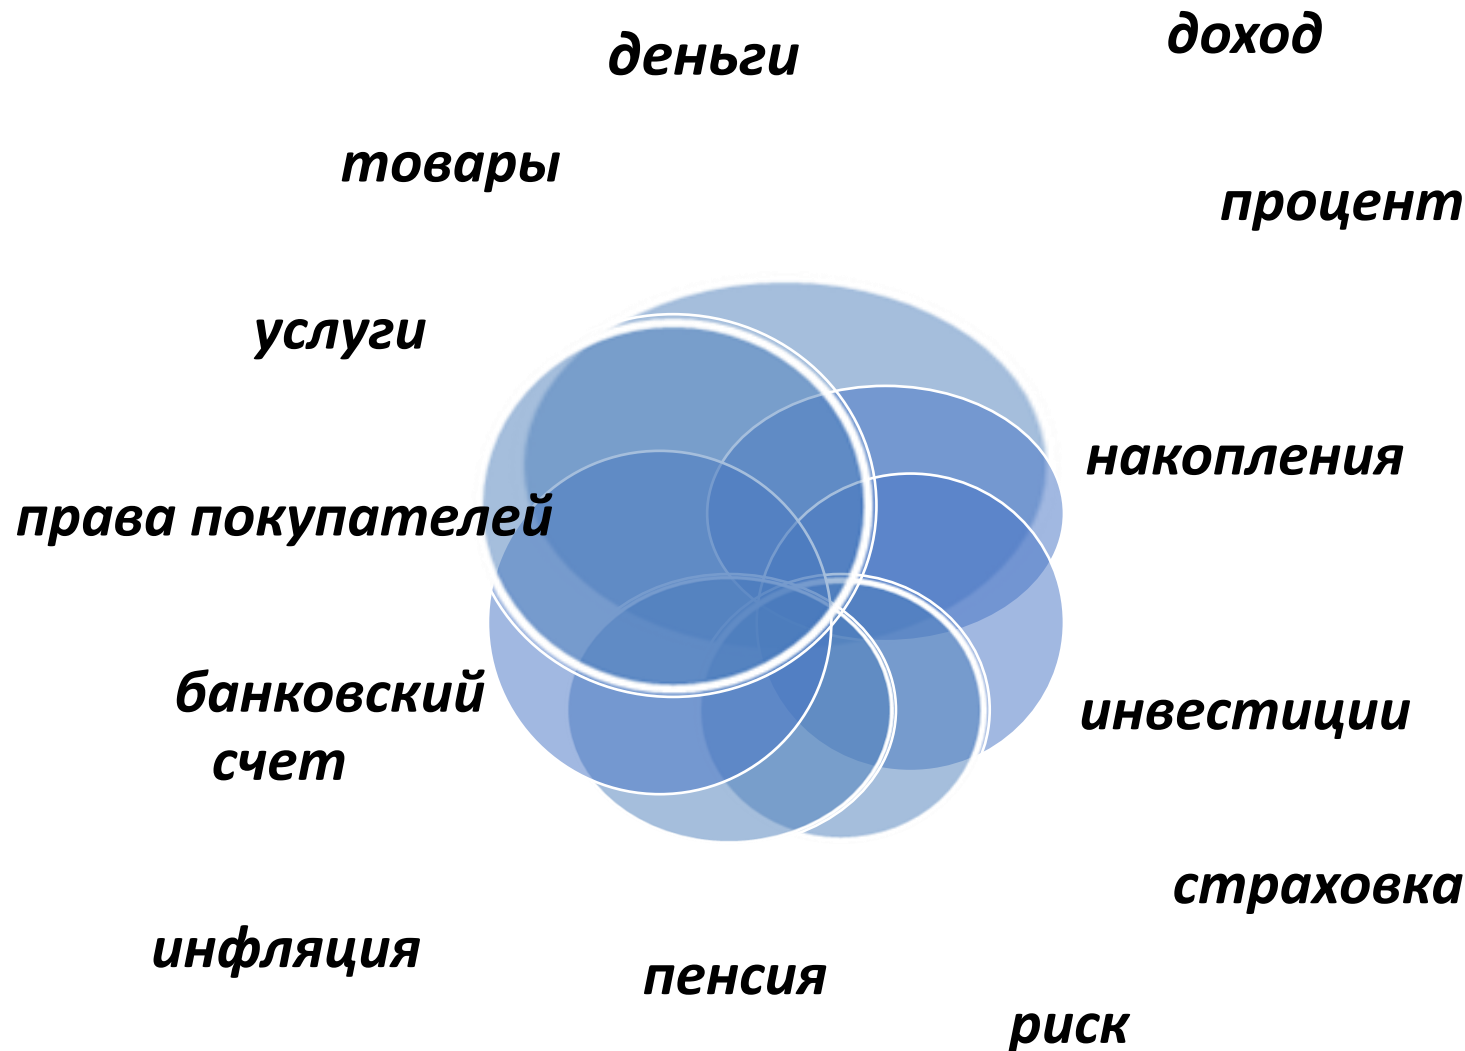 доход
деньги
товары
процент
услуги
накопления
права покупателей
банковский
счет
инвестиции
страховка
инфляция
пенсия
риск